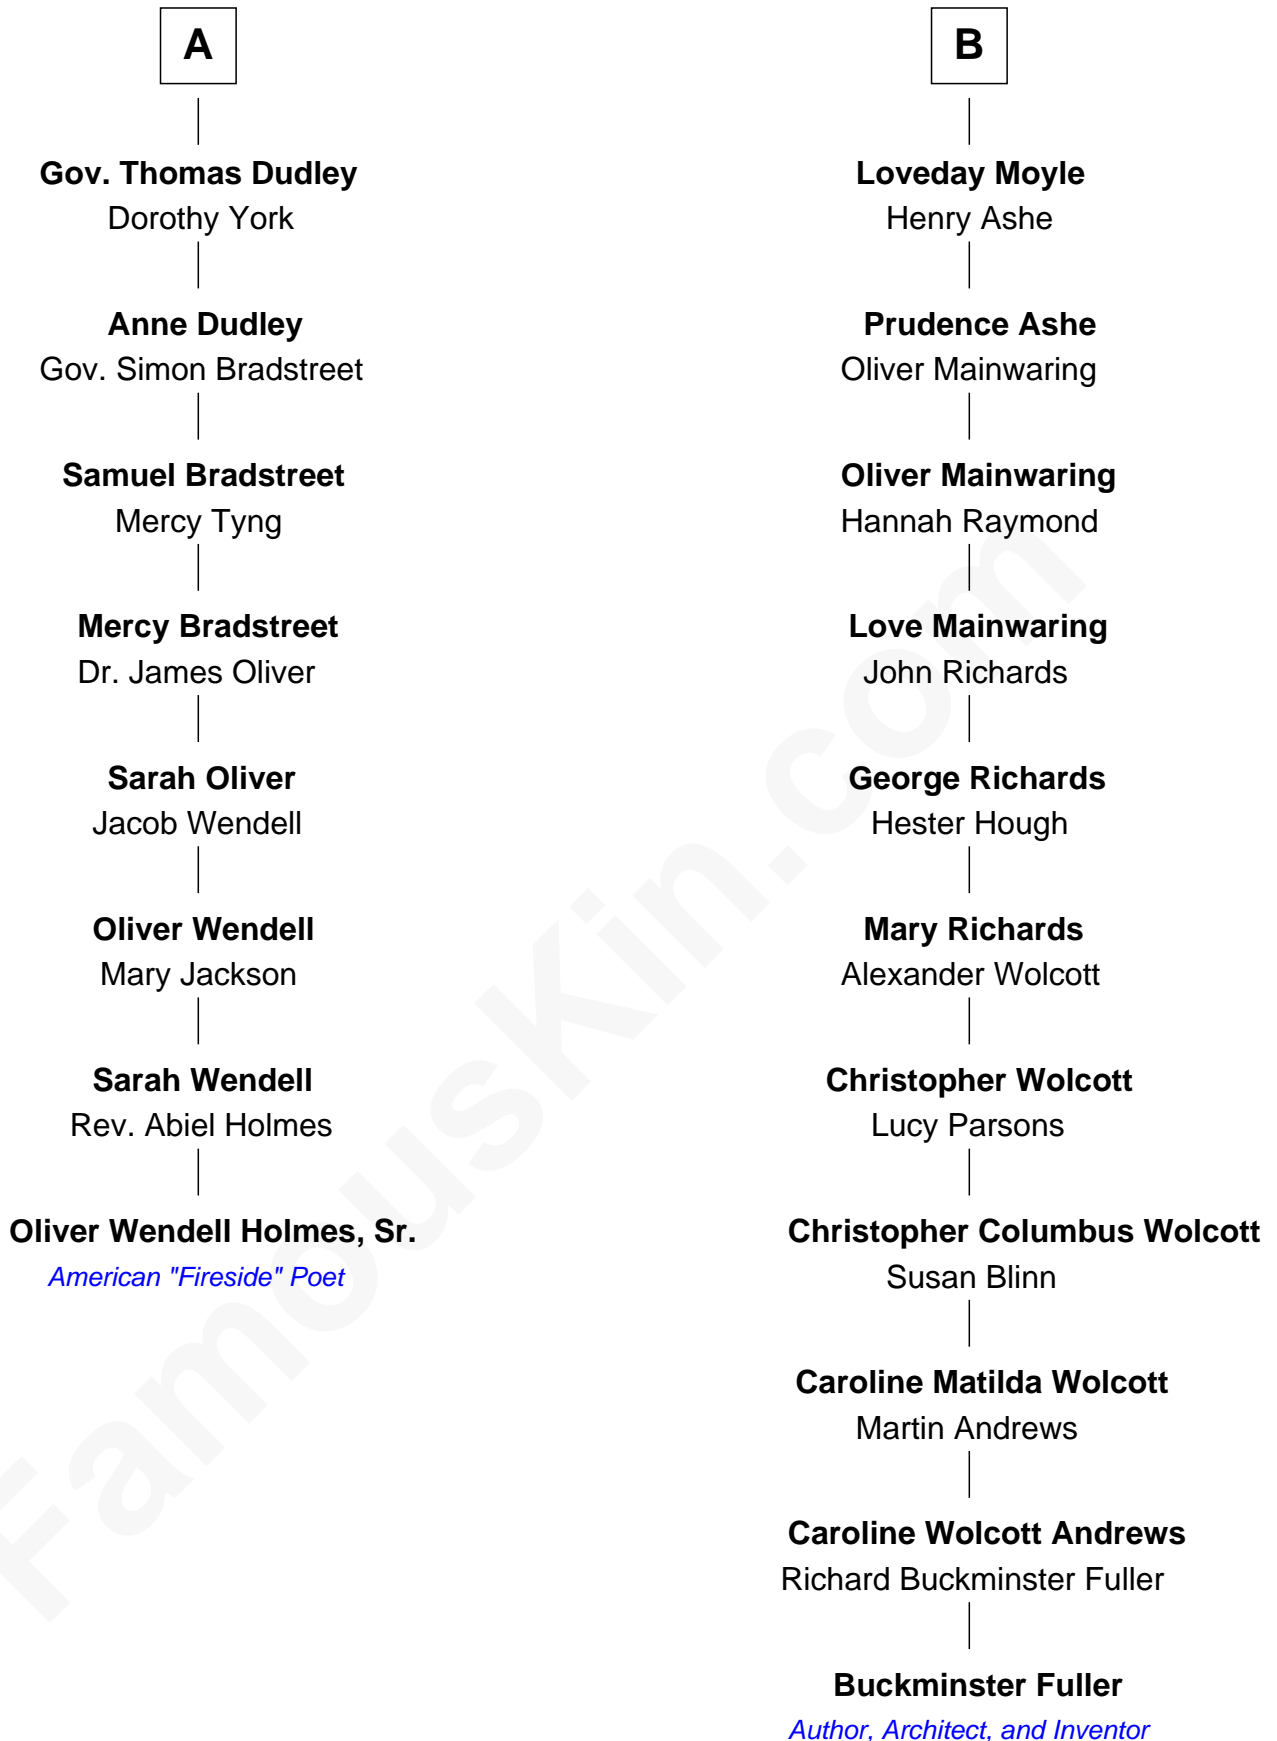 A
Gov. Thomas Dudley
Dorothy York
Anne Dudley
Gov. Simon Bradstreet
Samuel Bradstreet
Mercy Tyng
Mercy Bradstreet
Dr. James Oliver
Sarah Oliver
Jacob Wendell
Oliver Wendell
Mary Jackson
Sarah Wendell
Rev. Abiel Holmes
Oliver Wendell Holmes, Sr.
American "Fireside" Poet
B
Loveday Moyle
Henry Ashe
Prudence Ashe
Oliver Mainwaring
Oliver Mainwaring
Hannah Raymond
Love Mainwaring
John Richards
George Richards
Hester Hough
Mary Richards
Alexander Wolcott
Christopher Wolcott
Lucy Parsons
Christopher Columbus Wolcott
Susan Blinn
Caroline Matilda Wolcott
Martin Andrews
Caroline Wolcott Andrews
Richard Buckminster Fuller
Buckminster Fuller
Author, Architect, and Inventor
FamousKin.com